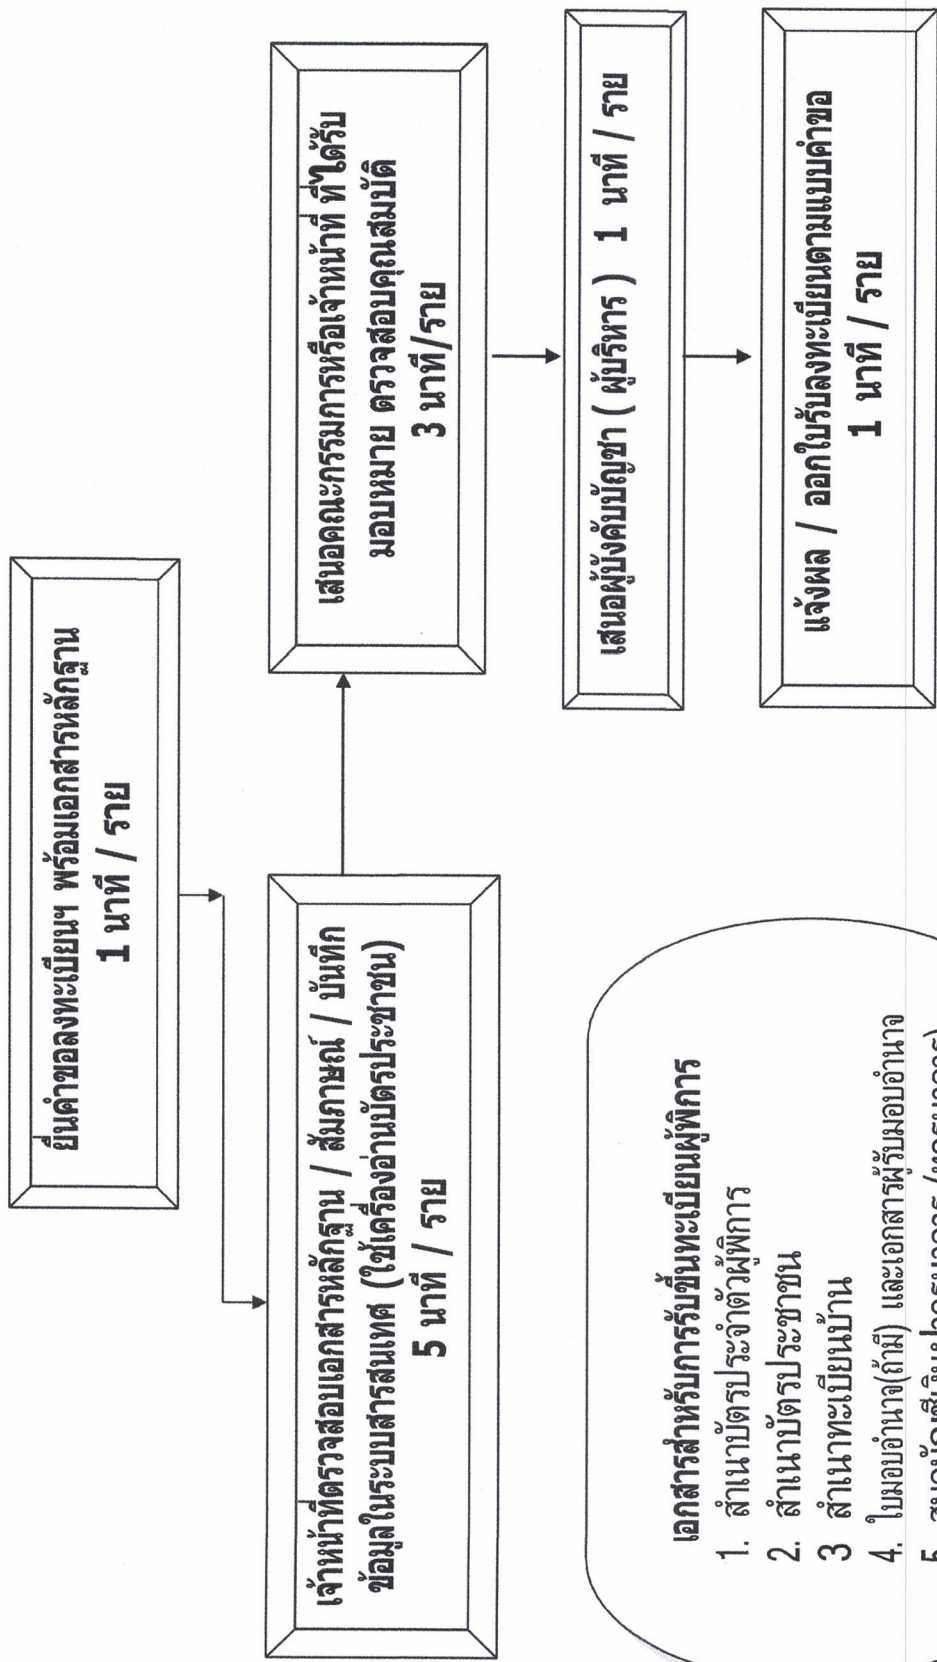 ยื่นคำขอลงทะเบียนฯ พร้อมเอกสารหลักฐาน
1 นาที / ราย
เจ้าหน้าที่ตรวจสอบเอกสารหลักฐาน / สัมภาษณ์ / บันทึก
ข้อมูลในระบบสารสนเทศ (ใช้เครื่องอ่านบัตรประชาชน)
5 นาที / ราย
เสนอคณะกรรมการหรือเจ้าหน้าที่ ที่ได้รับ
มอบหมาย ตรวจสอบคุณสมบัติ
3 นาที/ราย
เสนอผู้บังคับบัญชา ( ผู้บริหาร ) 1 นาที / ราย
แจ้งผล / ออกใบรับลงทะเบียนตามแบบคำขอ
1 นาที / ราย
เอกสารสำหรับการรับขึ้นทะเบียนผู้พิการ
1. สำเนาบัตรประจำตัวผู้พิการ
2. สำเนาบัตรประชาชน
3 สำเนาทะเบียนบ้าน
4. ใบมอบอำนาจ(ถ้ามี) และเอกสารผู้รับมอบอำนาจ
5